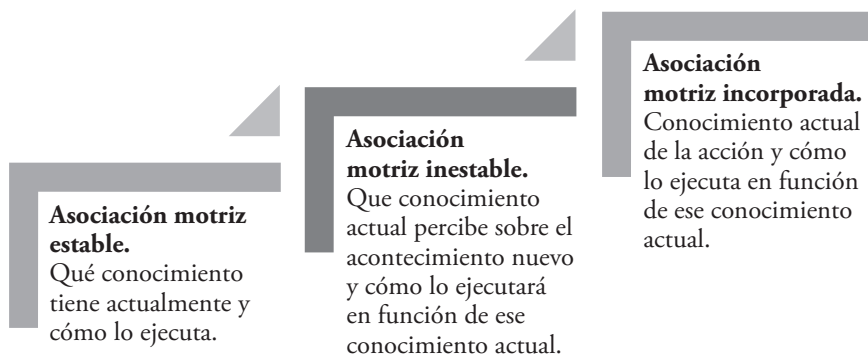 Asociación motriz
estable.
Qué conocimiento
tiene actualmente y
cómo lo ejecuta.
Asociación
motriz inestable.
Que conocimiento
actual percibe sobre el
acontecimiento nuevo
y cómo lo ejecutará
en función de ese
conocimiento actual.
Asociación
motriz incorporada.
Conocimiento actual
de la acción y cómo
lo ejecuta en función
de ese conocimiento
actual.